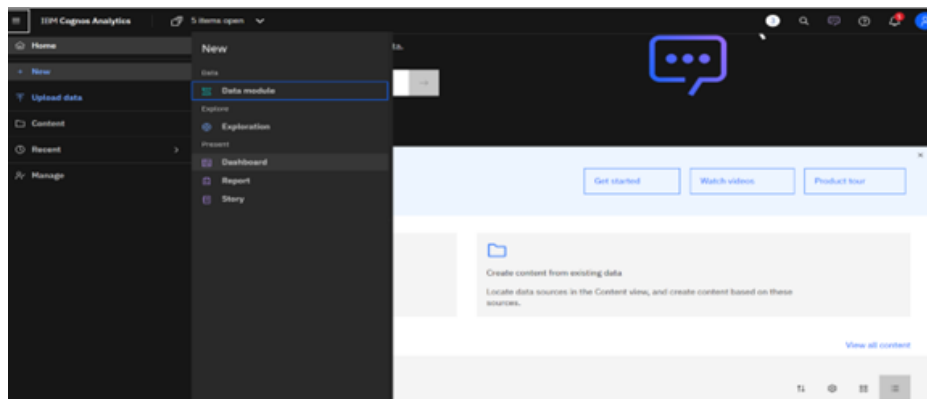 IBM Cognos Analytics
5 items open
3
Home
New
Upload data
Content
Recent
Manage
New
Data
Data module
Explore
Exploration
Present
Dashboard
Report
Story
ta.
Get started
Watch videos
Product tour
Create content from existing data
Locate data sources in the Content view, and create content based on these
sources.
View all content